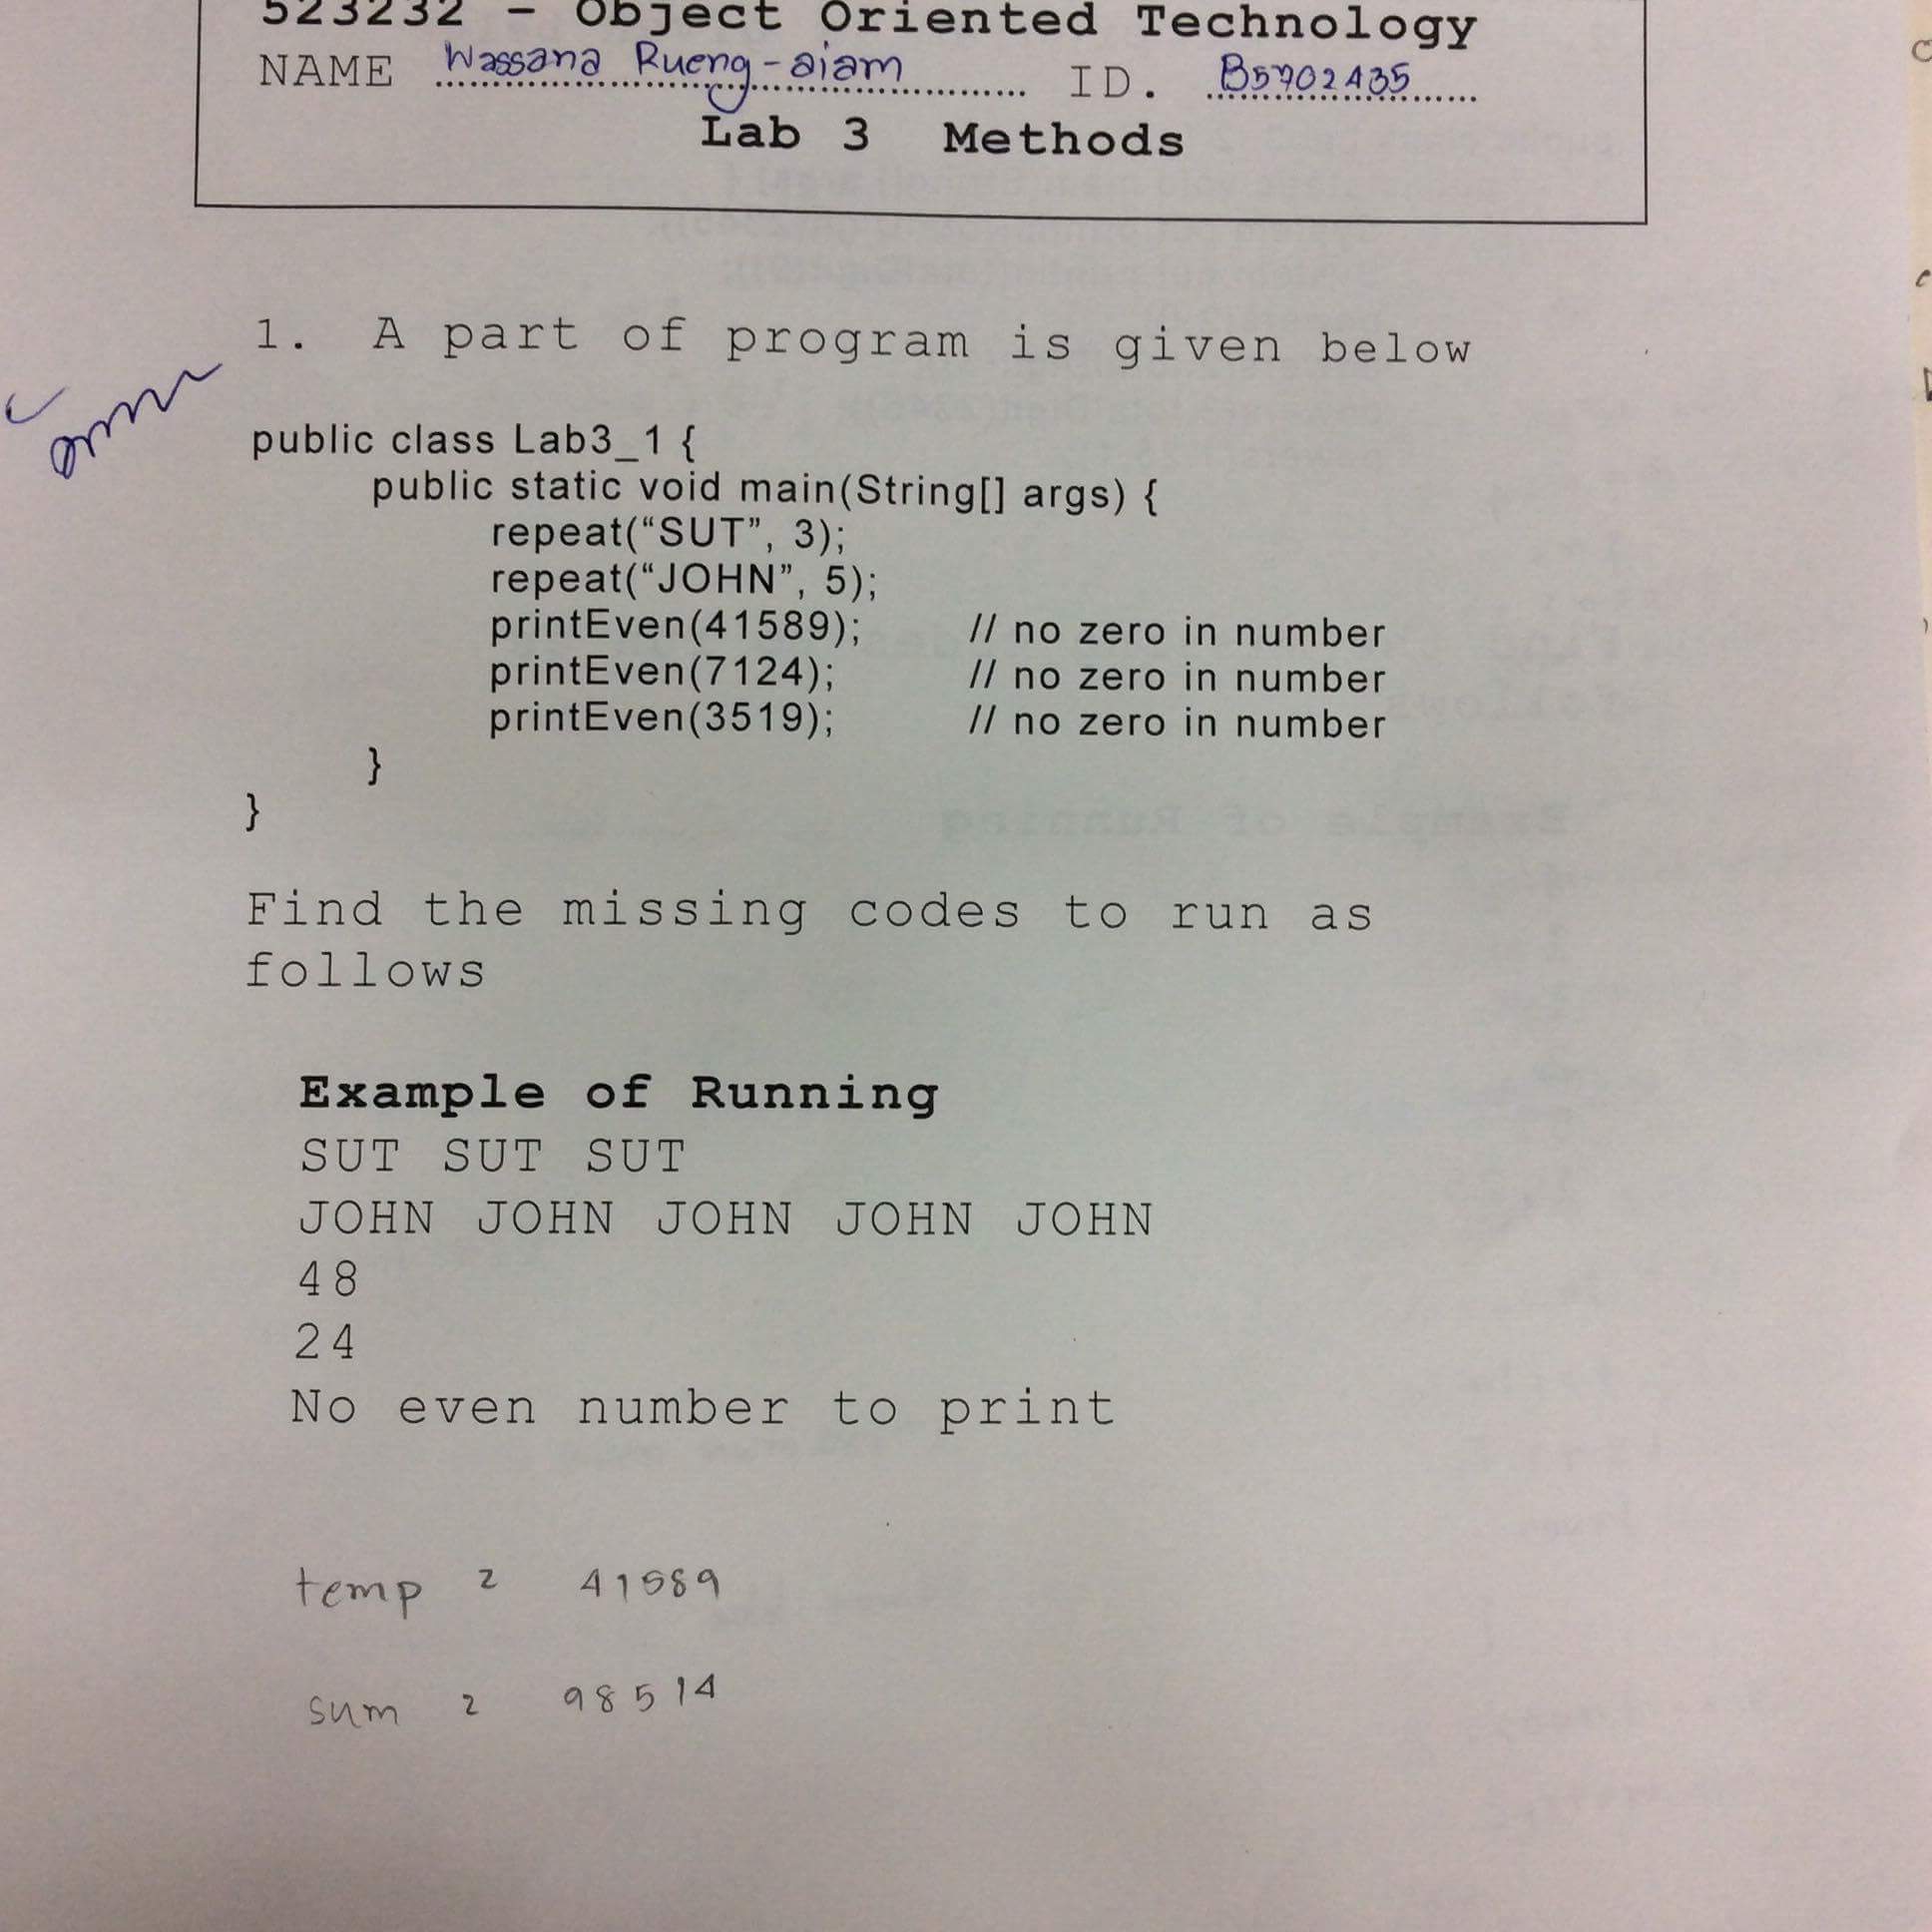 523232 - Object Oriented Technology
NAME Wassana Rueng-aiam ID. B5702435
Lab 3 Methods
1. A part of program is given below
public class Lab3_1 {
public static void main(String[] args) {
repeat(“SUT”, 3);
repeat(“JOHN”, 5);
printEven(41589); // no zero in number
printEven(7124); // no zero in number
printEven(3519); // no zero in number
}
}
Find the missing codes to run as
follows
Example of Running
SUT SUT SUT
JOHN JOHN JOHN JOHN JOHN
48
24
No even number to print
temp = 41589
sum = 98514